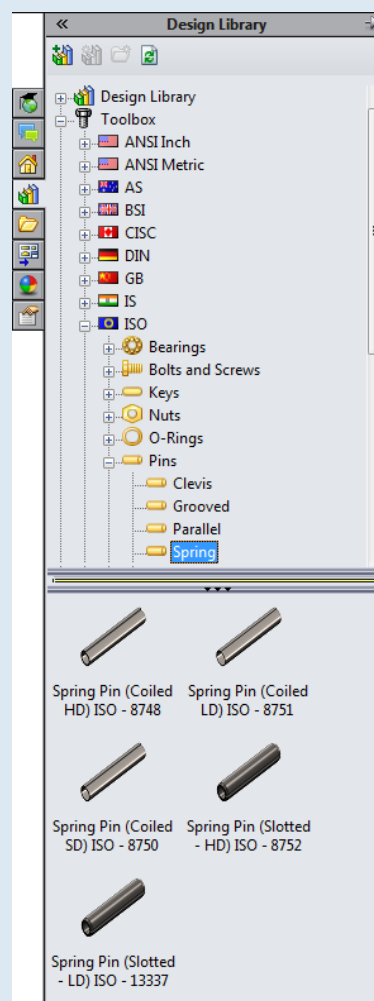 « Design Library
Design Library
Toolbox
ANSI Inch
ANSI Metric
AS
BSI
CISC
DIN
GB
IS
ISO
Bearings
Bolts and Screws
Keys
Nuts
O-Rings
Pins
Clevis
Grooved
Parallel
Spring
Spring Pin (Coiled
HD) ISO - 8748
Spring Pin (Coiled
LD) ISO - 8751
Spring Pin (Coiled
SD) ISO - 8750
Spring Pin (Slotted
- HD) ISO - 8752
Spring Pin (Slotted
- LD) ISO - 13337